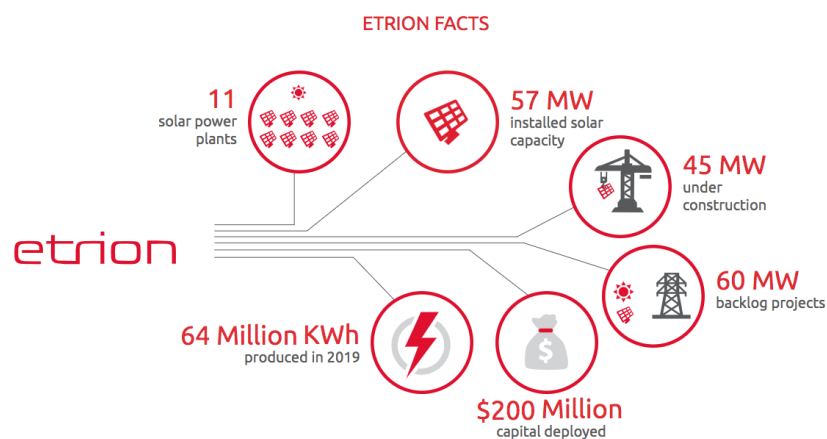 ETRION FACTS
11
solar power
plants
57 MW
installed solar
capacity
45 MW
under
construction
etrion
60 MW
backlog projects
64 Million KWh
produced in 2019
$
$200 Million
capital deployed